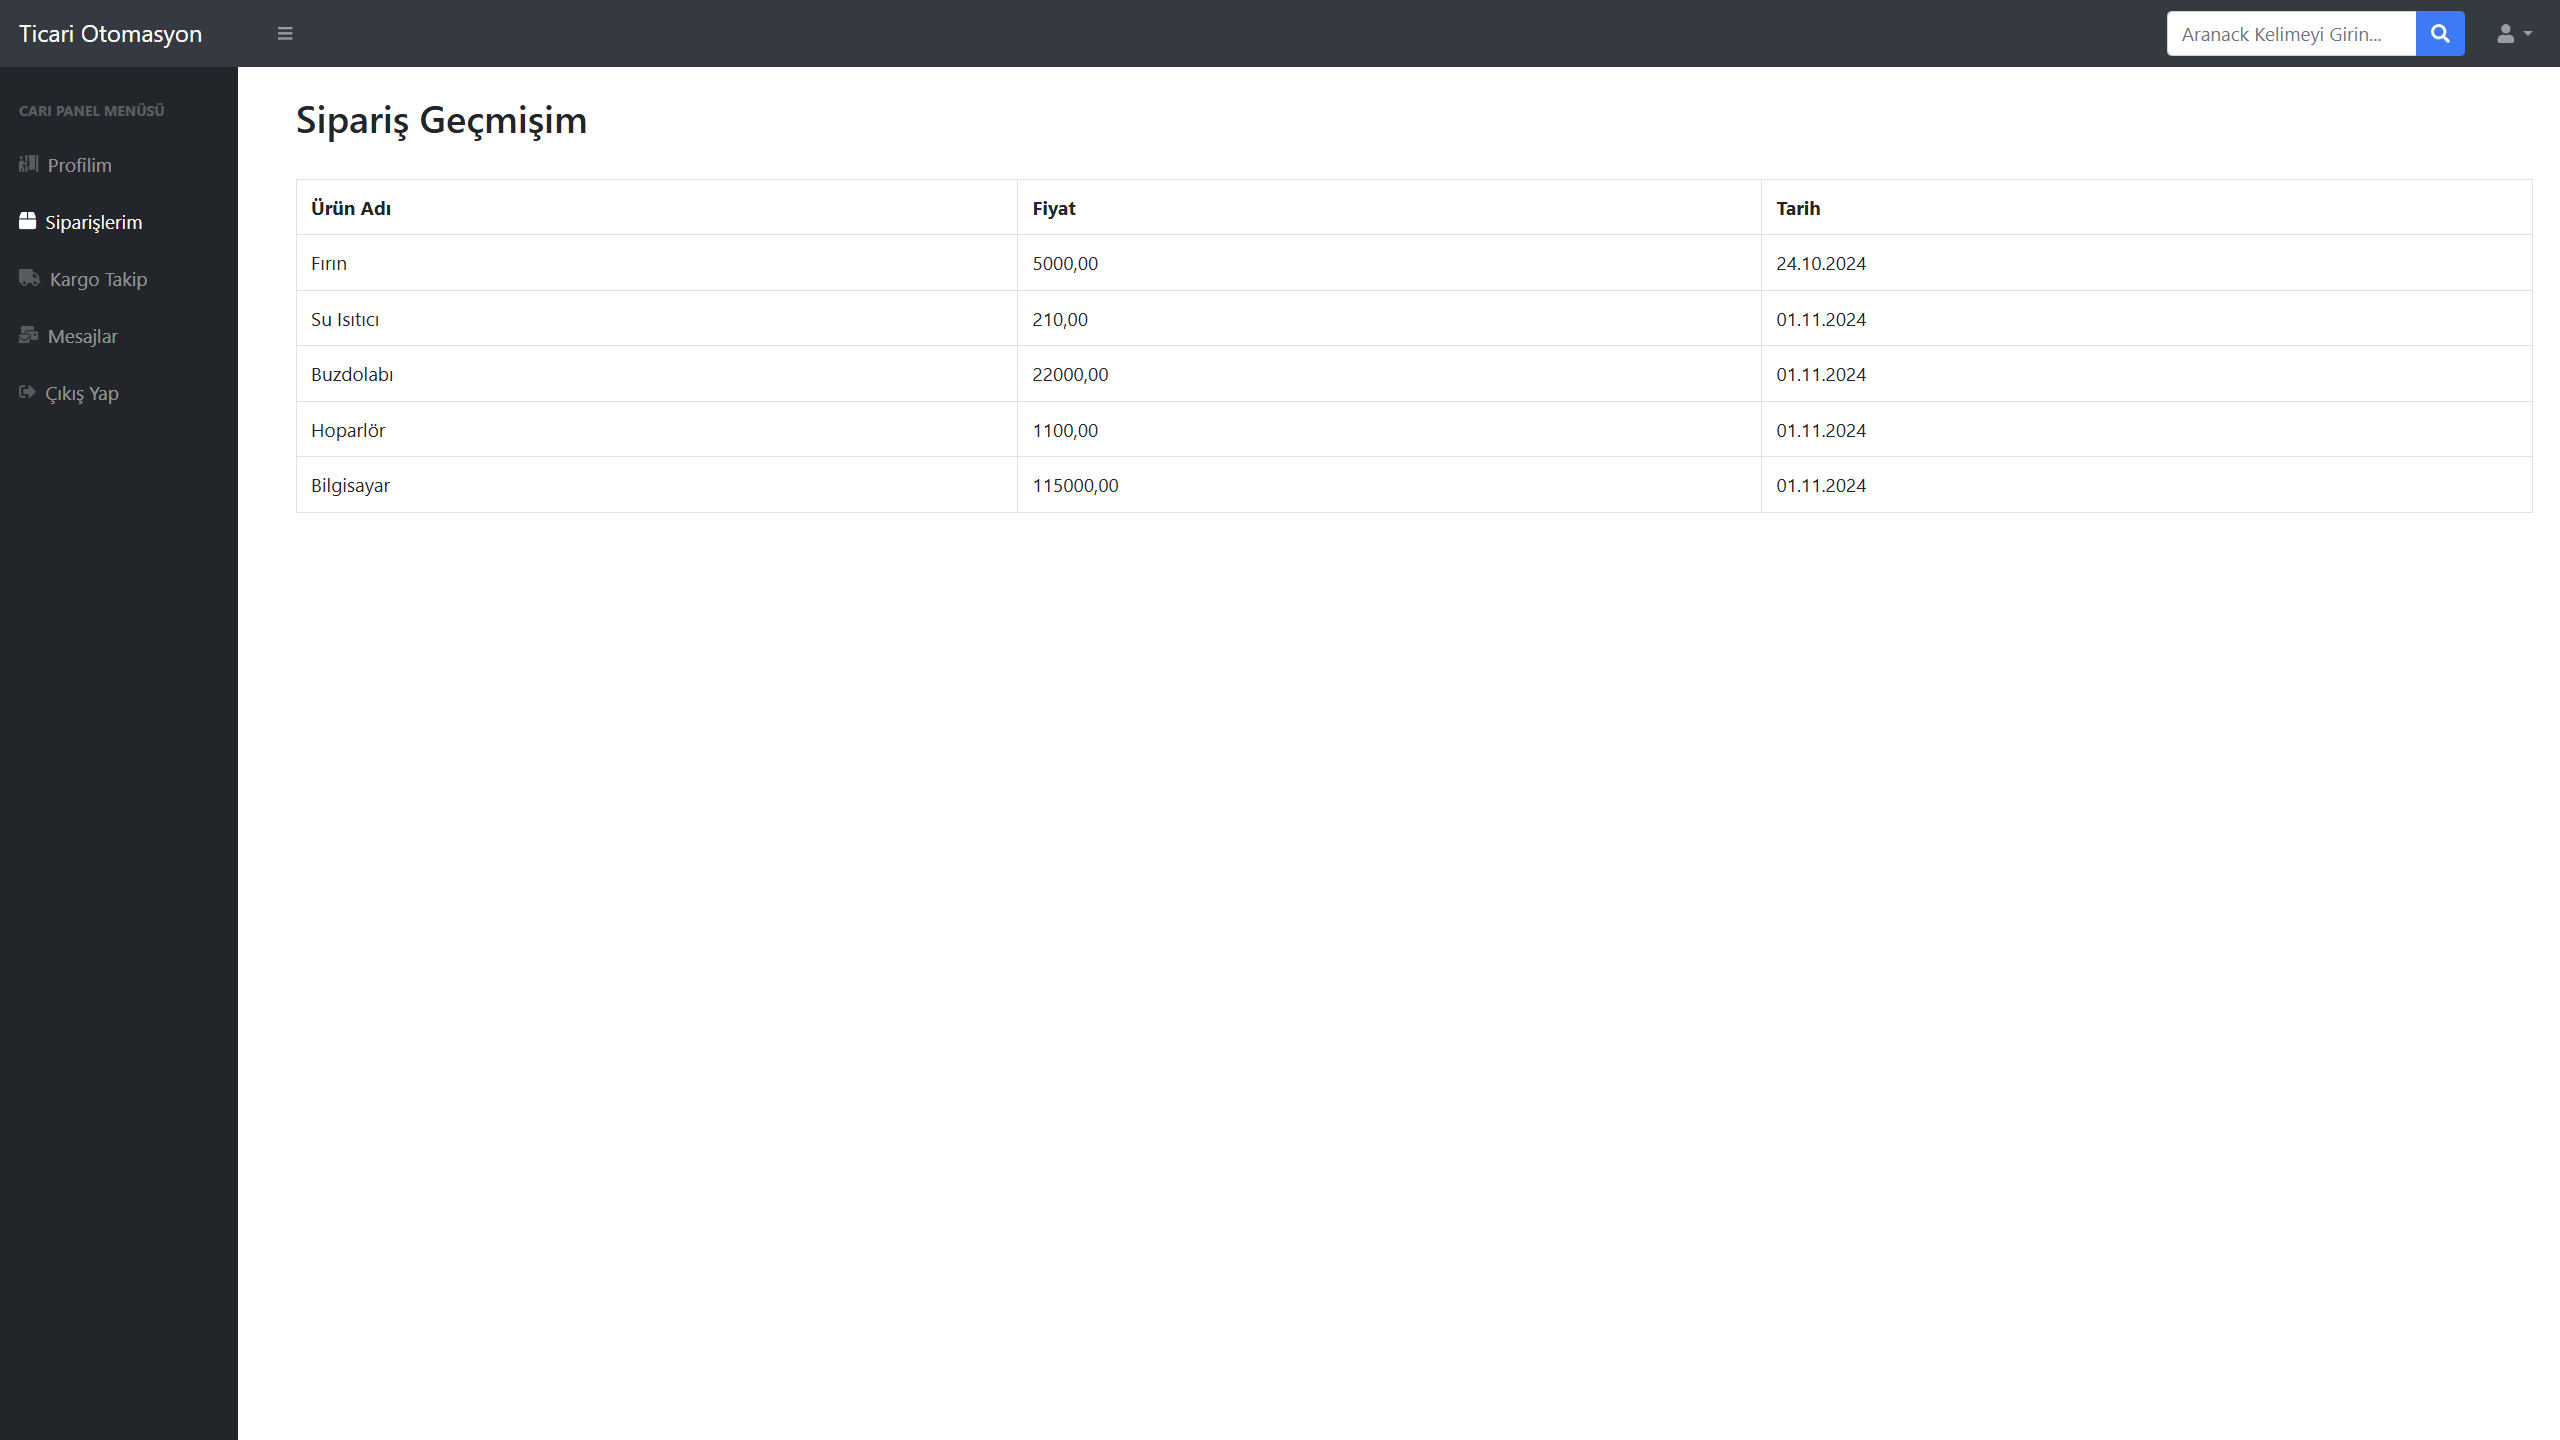 Ticari Otomasyon
Aranack Kelimeyi Girin...
CARI PANEL MENÜSÜ
Profilim
Siparişlerim
Kargo Takip
Mesajlar
Çıkış Yap
Sipariş Geçmişim
Ürün Adı Fiyat Tarih
Fırın 5000,00 24.10.2024
Su Isıtıcı 210,00 01.11.2024
Buzdolabı 22000,00 01.11.2024
Hoparlör 1100,00 01.11.2024
Bilgisayar 115000,00 01.11.2024